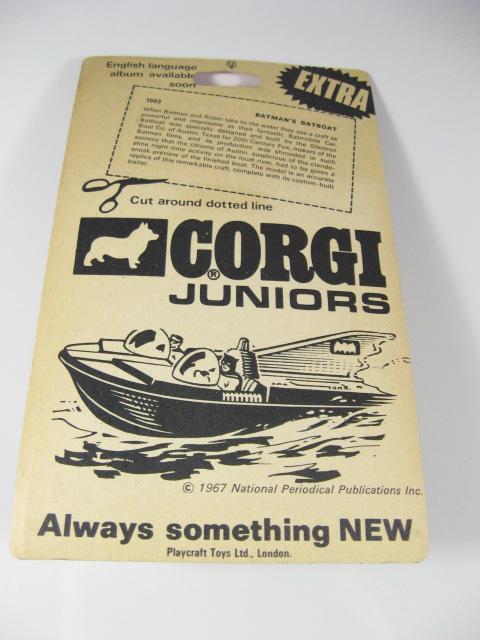 English language
album available
soon
EXTRA
1003
BATMAN'S BATBOAT
When Batman and Robin take to the water they use a craft as
powerful and impressive as their fantastic Batmobile Car.
Batboat was specially designed and built by the Glastron
Boat Co. of Austin, Texas for 20th Century Fox, makers of the
Batman films, and its production was shrouded in such
secrecy that the citizens of Austin, suspicious of the clande-
stine night-time activity on the local river, had to be given a
sneak preview of the finished boat. The model is an accurate
replica of this remarkable craft, complete with its custom-built
trailer.
Cut around dotted line
CORGI
®
JUNIORS
© 1967 National Periodical Publications Inc.
Always something NEW
Playcraft Toys Ltd., London.